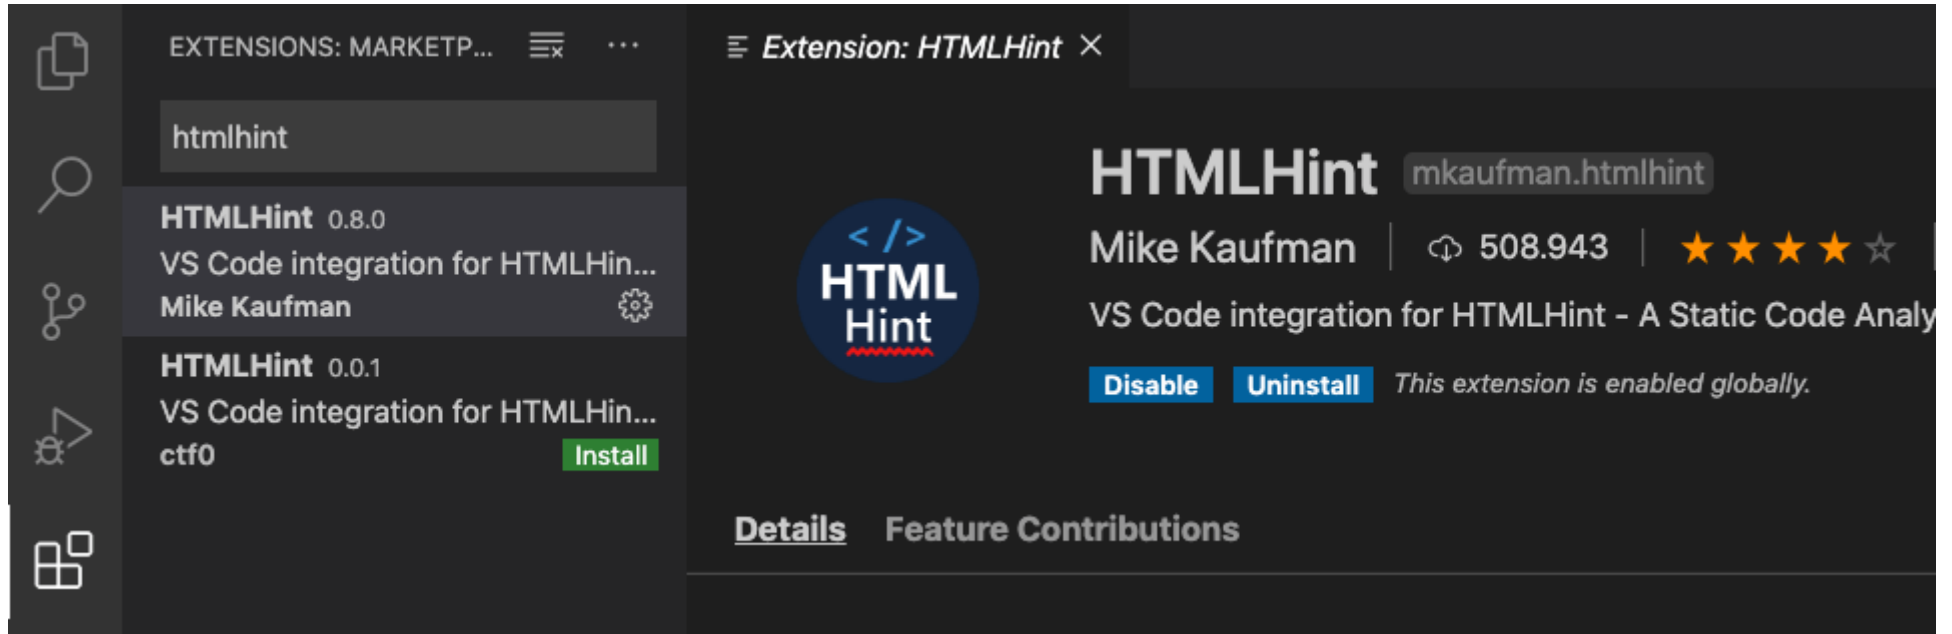 EXTENSIONS: MARKETP...
htmlhint
HTMLHint 0.8.0
VS Code integration for HTMLHin...
Mike Kaufman
HTMLHint 0.0.1
VS Code integration for HTMLHin...
ctf0 Install
Extension: HTMLHint
</>
HTML
Hint
HTMLHint mkaufman.htmlhint
Mike Kaufman 508.943
VS Code integration for HTMLHint - A Static Code Analy
Disable Uninstall This extension is enabled globally.
Details Feature Contributions